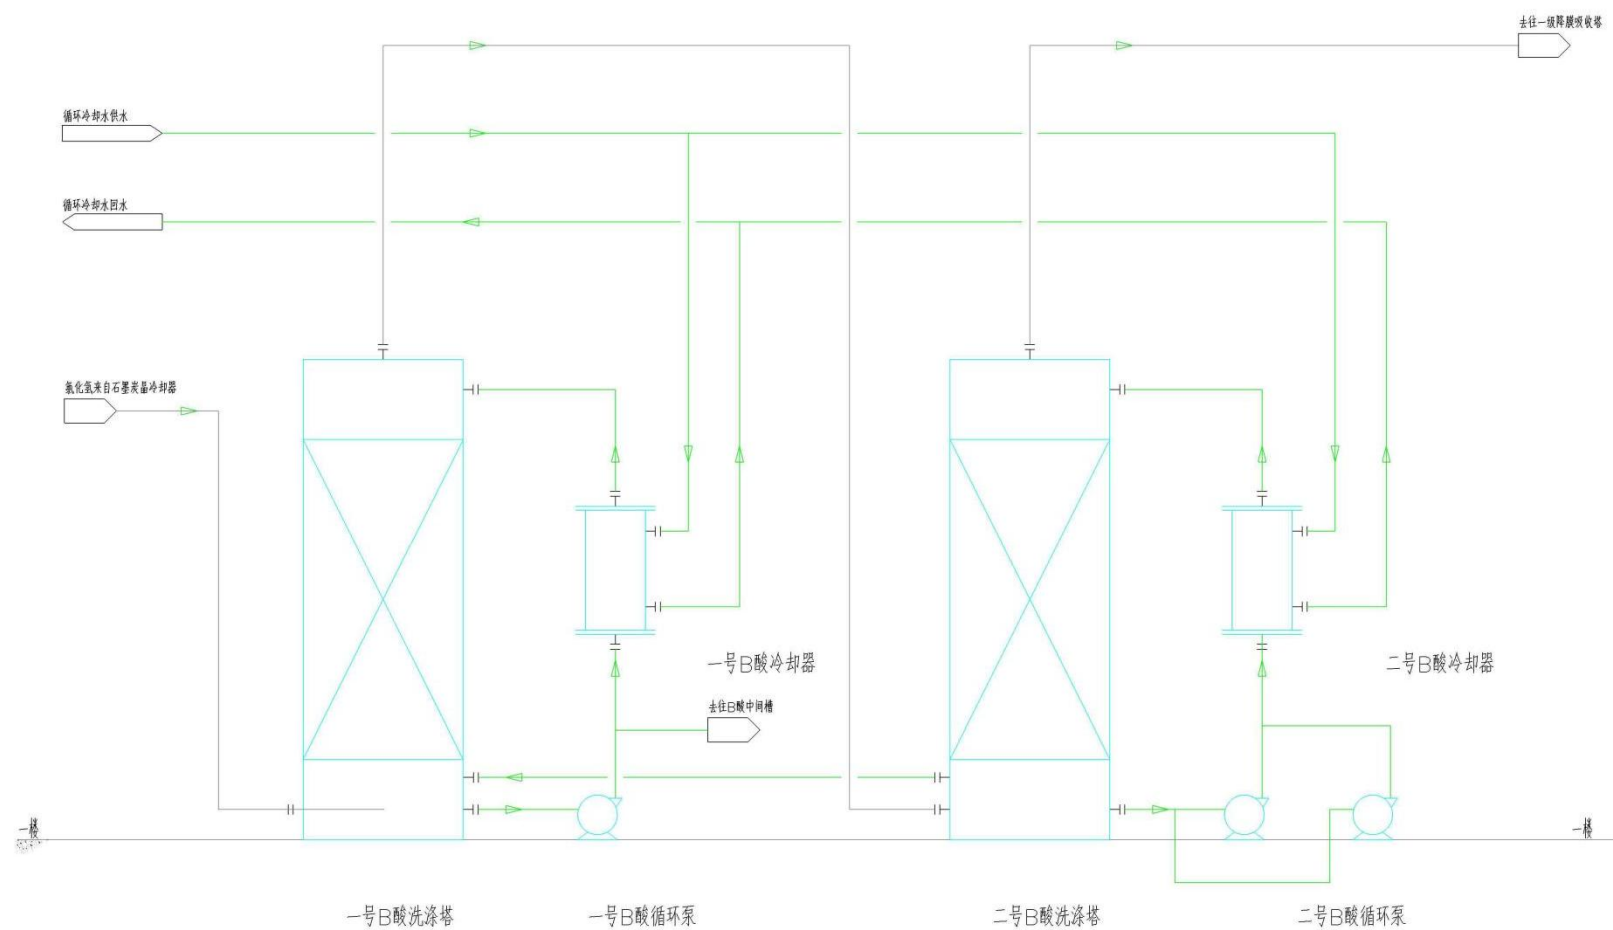 去往一级降膜吸收塔
循环冷却水供水
循环冷却水回水
氯化氢来自石墨炭晶冷却器
一号B酸冷却器
二号B酸冷却器
去往B酸中间槽
一楼
一楼
一号B酸洗涤塔
一号B酸循环泵
二号B酸洗涤塔
二号B酸循环泵